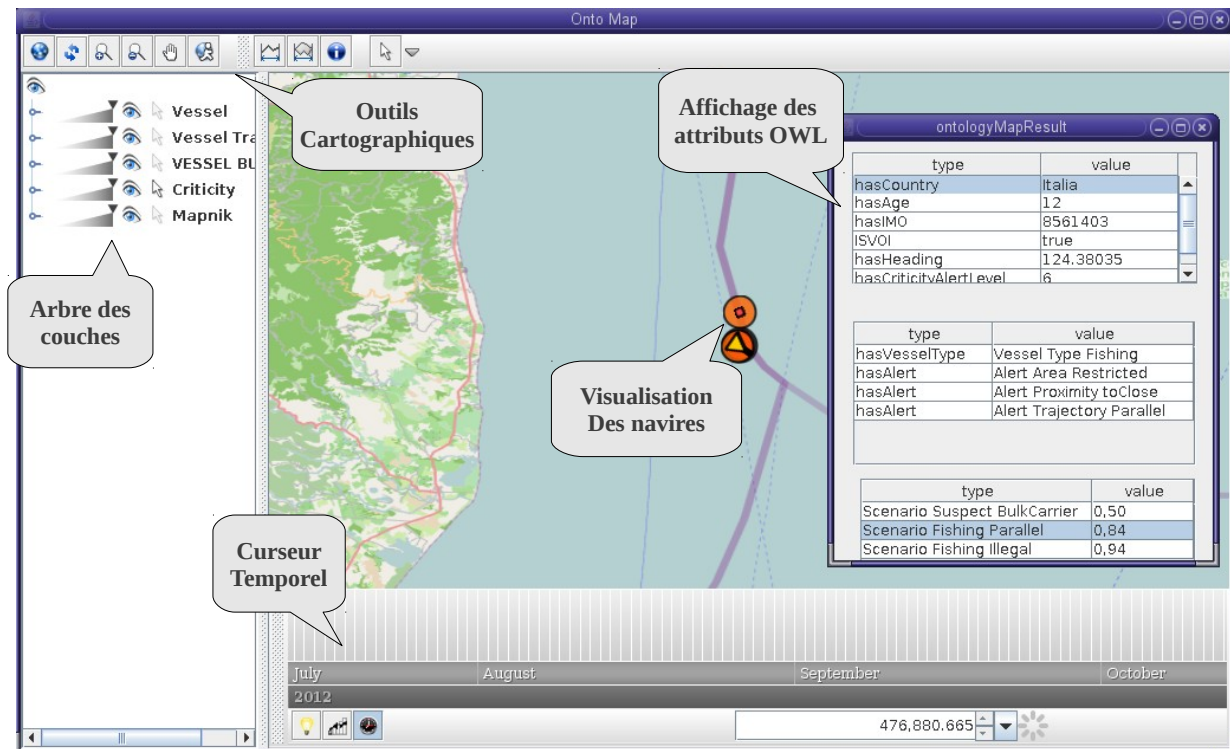 Onto Map
Outils
Cartographiques
Affichage des
attributs OWL
Vessel
Vessel Tra
VESSEL BU
Criticity
Mapnik
Arbre des
couches
ontologyMapResult
type value
hasCountry Italia
hasAge 12
hasIMO 8561403
ISVOI true
hasHeading 124.38035
hasCriticityAlertLevel 6
type value
hasVesselType Vessel Type Fishing
hasAlert Alert Area Restricted
hasAlert Alert Proximity toClose
hasAlert Alert Trajectory Parallel
Visualisation
Des navires
type value
Scenario Suspect BulkCarrier 0,50
Scenario Fishing Parallel 0,84
Scenario Fishing Illegal 0,94
Curseur
Temporel
July August September October
2012
476,880.665